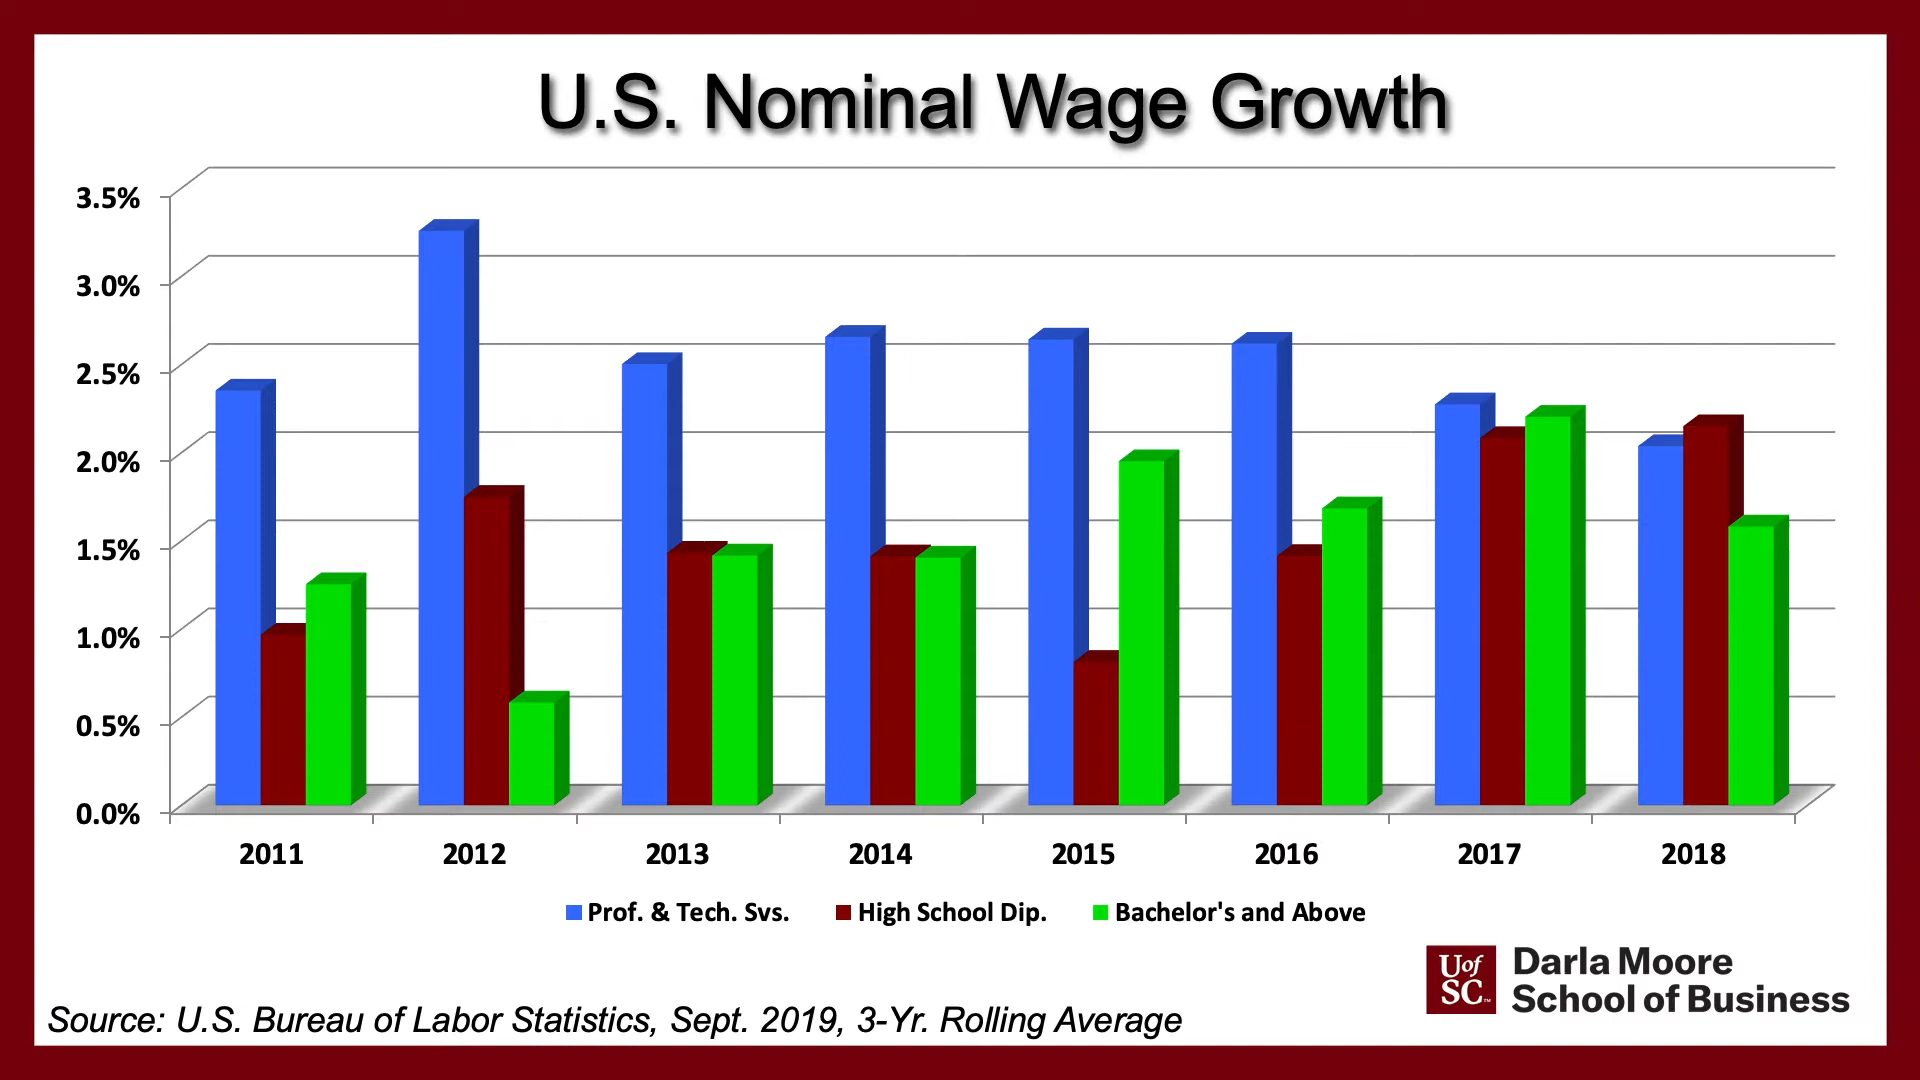 U.S. Nominal Wage Growth
3.5%
3.0%
2.5%
2.0%
1.5%
1.0%
0.5%
0.0%
2011 2012 2013 2014 2015 2016 2017 2018
Prof. & Tech. Svs. High School Dip. Bachelor's and Above
UofSC™
Darla Moore
School of Business
Source: U.S. Bureau of Labor Statistics, Sept. 2019, 3-Yr. Rolling Average